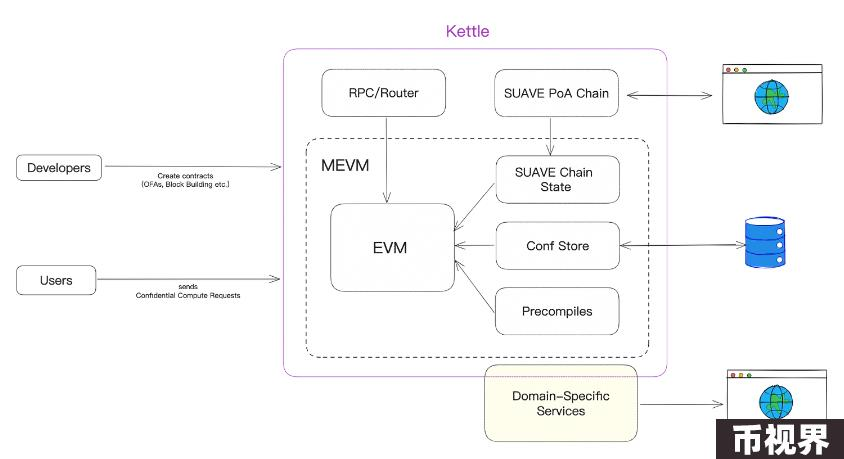 Kettle
RPC/Router
SUAVE PoA Chain
Developers
Create contracts
(OFAs, Block Building etc.)
MEVM
SUAVE Chain
State
EVM
Conf Store
Users
sends
Confidential Compute Requests
Precompiles
Domain-Specific
Services
币视界